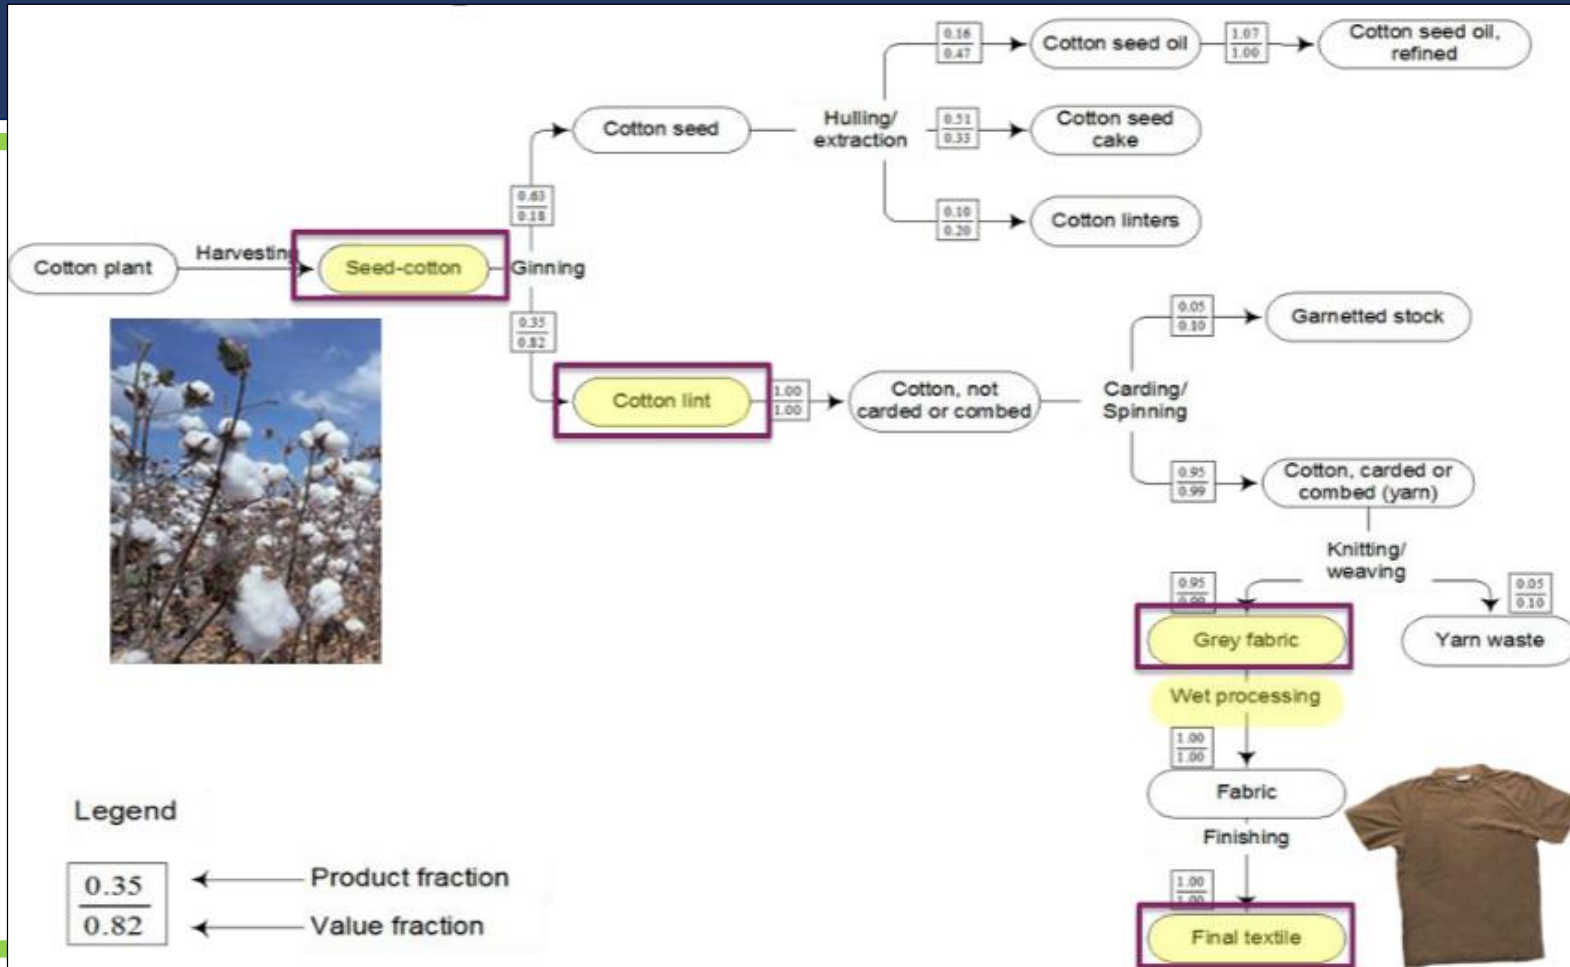 0.16
0.47
Cotton seed oil
1.07
1.00
Cotton seed oil,
refined
Cotton seed
Hulling/
extraction
0.51
0.33
Cotton seed
cake
0.63
0.18
0.10
0.20
Cotton linters
Cotton plant
Harvesting
Seed-cotton
Ginning
0.35
0.82
0.05
0.10
Garnetted stock
Cotton lint
1.00
1.00
Cotton, not
carded or combed
Carding/
Spinning
0.95
0.99
Cotton, carded or
combed (yarn)
Knitting/
weaving
0.95
0.05
0.10
Grey fabric
Yarn waste
Wet processing
1.00
1.00
Fabric
Finishing
1.00
Final textile
Legend
0.35
0.82
Product fraction
Value fraction